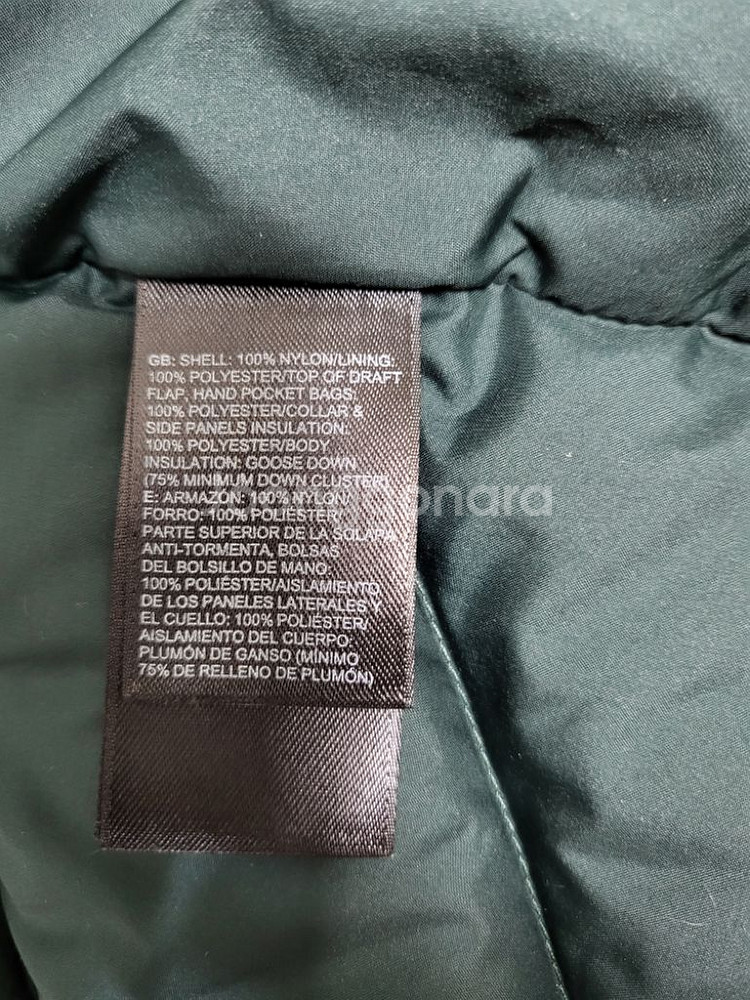 GB: SHELL: 100% NYLON/LINING:
100% POLYESTER/TOP OF DRAFT
FLAP, HAND POCKET BAGS:
100% POLYESTER/COLLAR &
SIDE PANELS INSULATION:
100% POLYESTER/BODY
INSULATION: GOOSE DOWN
(75% MINIMUM DOWN CLUSTER)
E: ARMAZÓN: 100% NYLON/
FORRO: 100% POLIÉSTER/
PARTE SUPERIOR DE LA SOLAPA
ANTI-TORMENTA, BOLSAS
DEL BOLSILLO DE MANO:
100% POLIÉSTER/AISLAMIENTO
DE LOS PANELES LATERALES Y
EL CUELLO: 100% POLIÉSTER/
AISLAMIENTO DEL CUERPO:
PLUMÓN DE GANSO (MÍNIMO
75% DE RELLENO DE PLUMÓN)